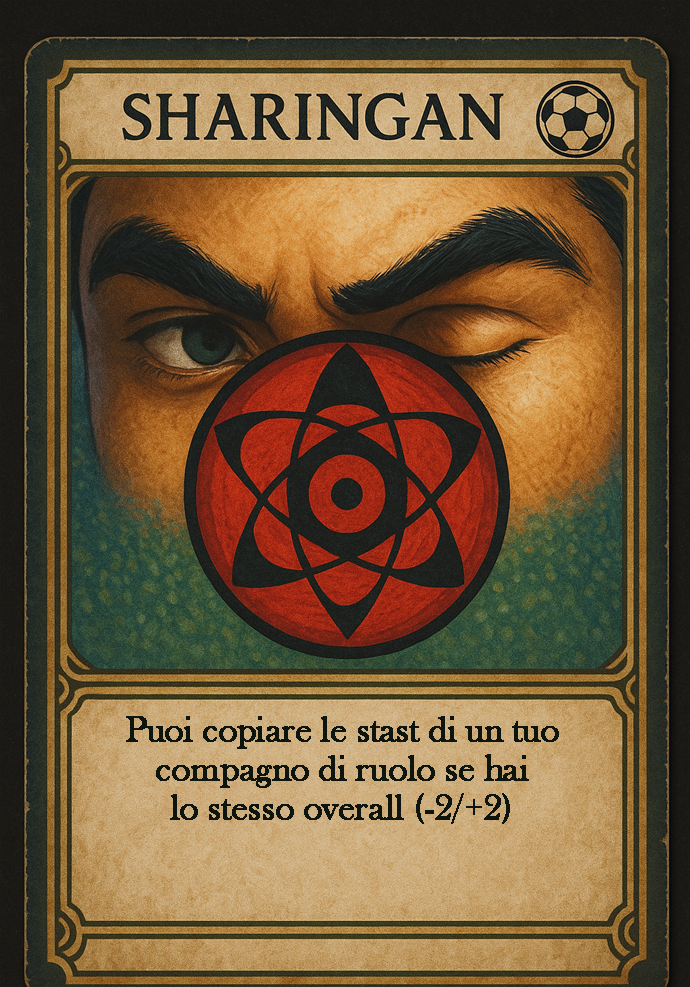 SHARINGAN
Puoi copiare le stast di un tuo
compagno di ruolo se hai
lo stesso overall (-2/+2)